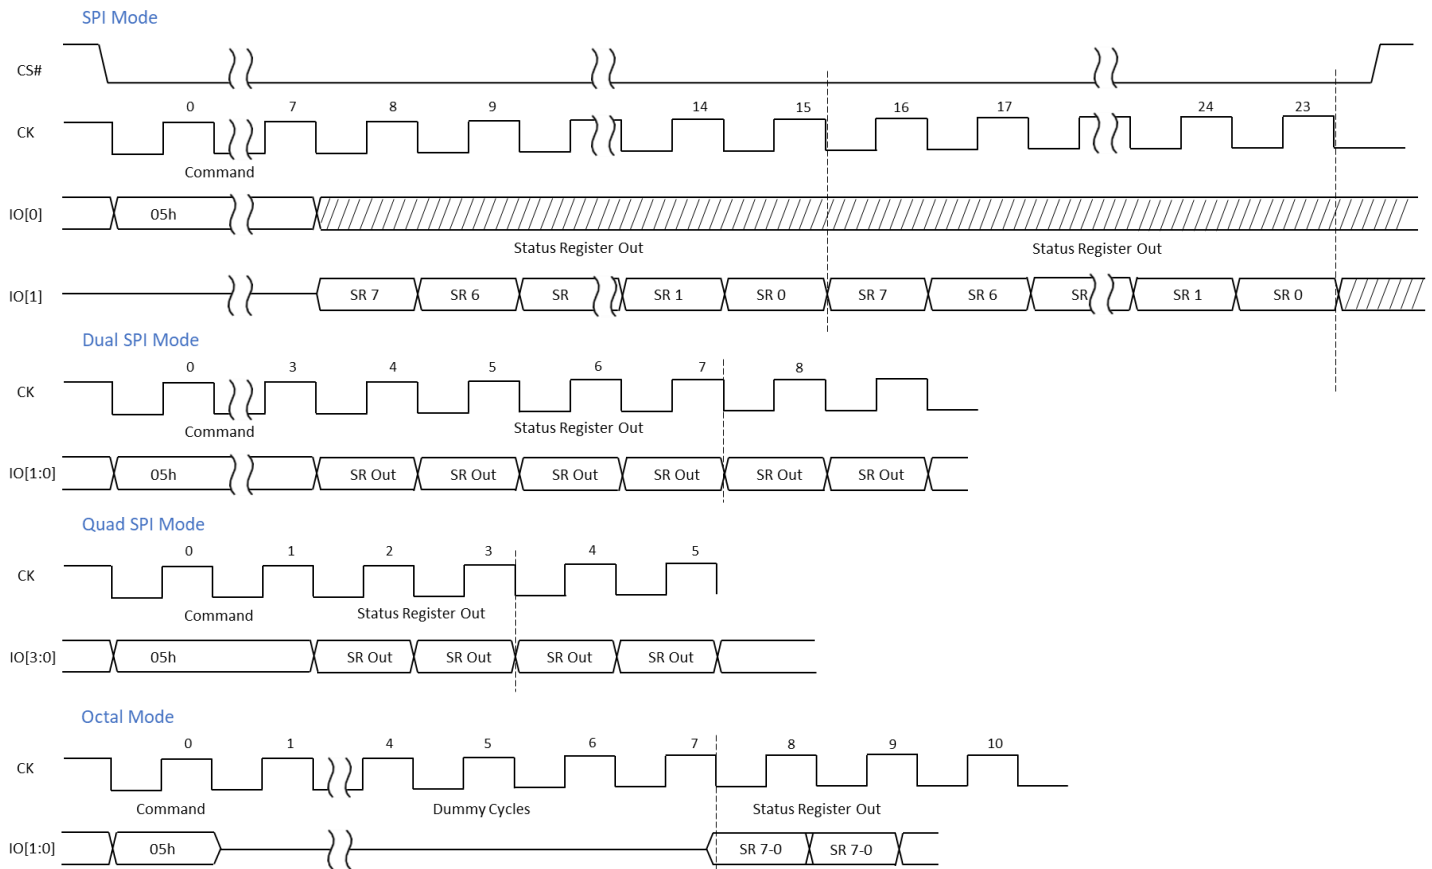 SPI Mode
CS#
0 7 8 9 14 15 16 17 24 23
CK
Command
IO[0] 05h
Status Register Out Status Register Out
IO[1] SR 7 SR 6 SR SR 1 SR 0 SR 7 SR 6 SR SR 1 SR 0
Dual SPI Mode
0 3 4 5 6 7 8
CK
Command Status Register Out
IO[1:0] 05h SR Out SR Out SR Out SR Out SR Out SR Out
Quad SPI Mode
0 1 2 3 4 5
CK
Command Status Register Out
IO[3:0] 05h SR Out SR Out SR Out SR Out
Octal Mode
0 1 4 5 6 7 8 9 10
CK
Command Dummy Cycles Status Register Out
IO[1:0] 05h SR 7-0 SR 7-0